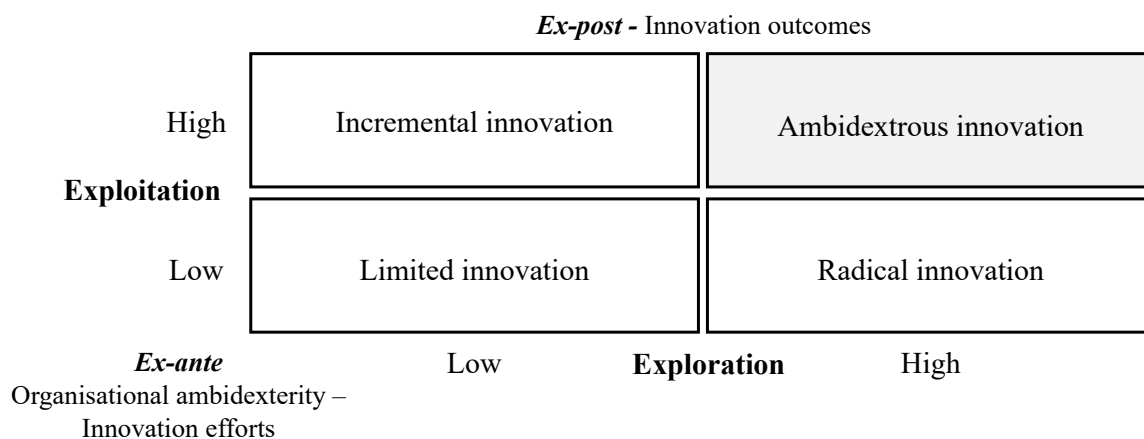 Ex-post - Innovation outcomes
High
Incremental innovation
Ambidextrous innovation
Exploitation
Low
Limited innovation
Radical innovation
Ex-ante
Low
Exploration
High
Organisational ambidexterity –
Innovation efforts